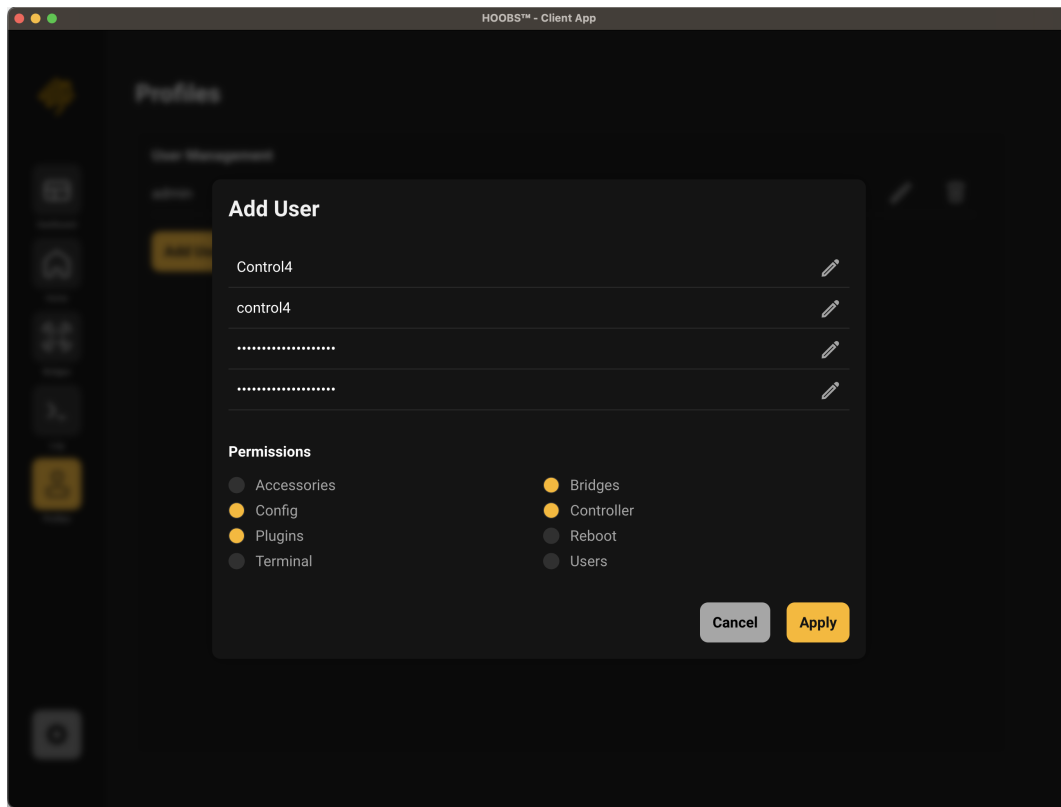 HOOBS™ - Client App
Profiles
User Management
admin
Add User
Control4
control4
•••••••••••••••••••
•••••••••••••••••••
Permissions
Accessories
Bridges
Config
Controller
Plugins
Reboot
Terminal
Users
Cancel
Apply